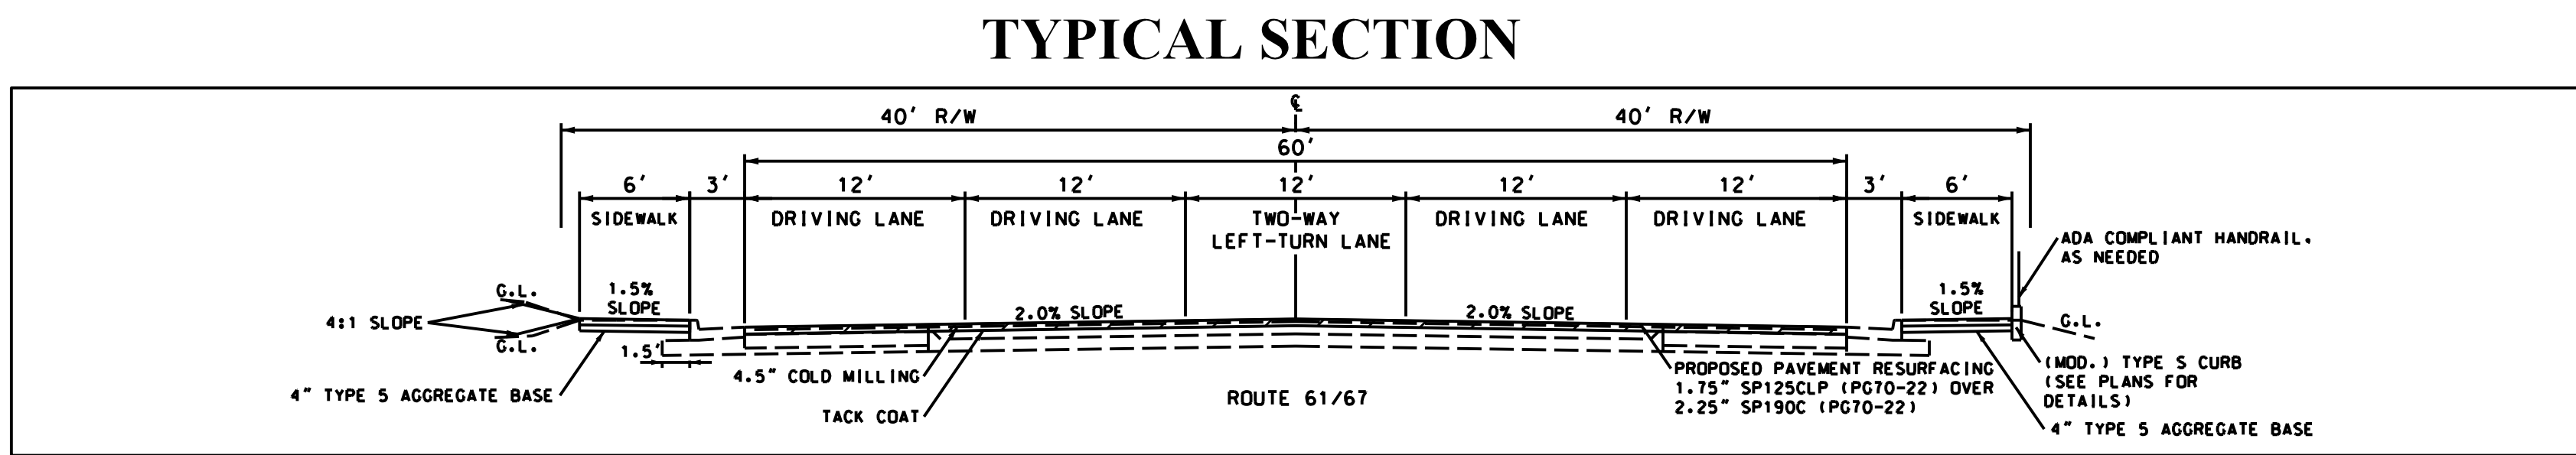 TYPICAL SECTION
℄
40' R/W
40' R/W
60'
6'
3'
12'
12'
12'
12'
12'
3'
6'
SIDEWALK
DRIVING LANE
DRIVING LANE
TWO-WAY
LEFT-TURN LANE
DRIVING LANE
DRIVING LANE
SIDEWALK
ADA COMPLIANT HANDRAIL.
AS NEEDED
G.L.
1.5%
SLOPE
2.0% SLOPE
2.0% SLOPE
1.5%
SLOPE
4:1 SLOPE
G.L.
G.L.
1.5'
4" TYPE 5 AGGREGATE BASE
4.5" COLD MILLING
TACK COAT
ROUTE 61/67
PROPOSED PAVEMENT RESURFACING
1.75" SP125CLP (PG70-22) OVER
2.25" SP190C (PG70-22)
(MOD.) TYPE S CURB
(SEE PLANS FOR
DETAILS)
4" TYPE 5 AGGREGATE BASE